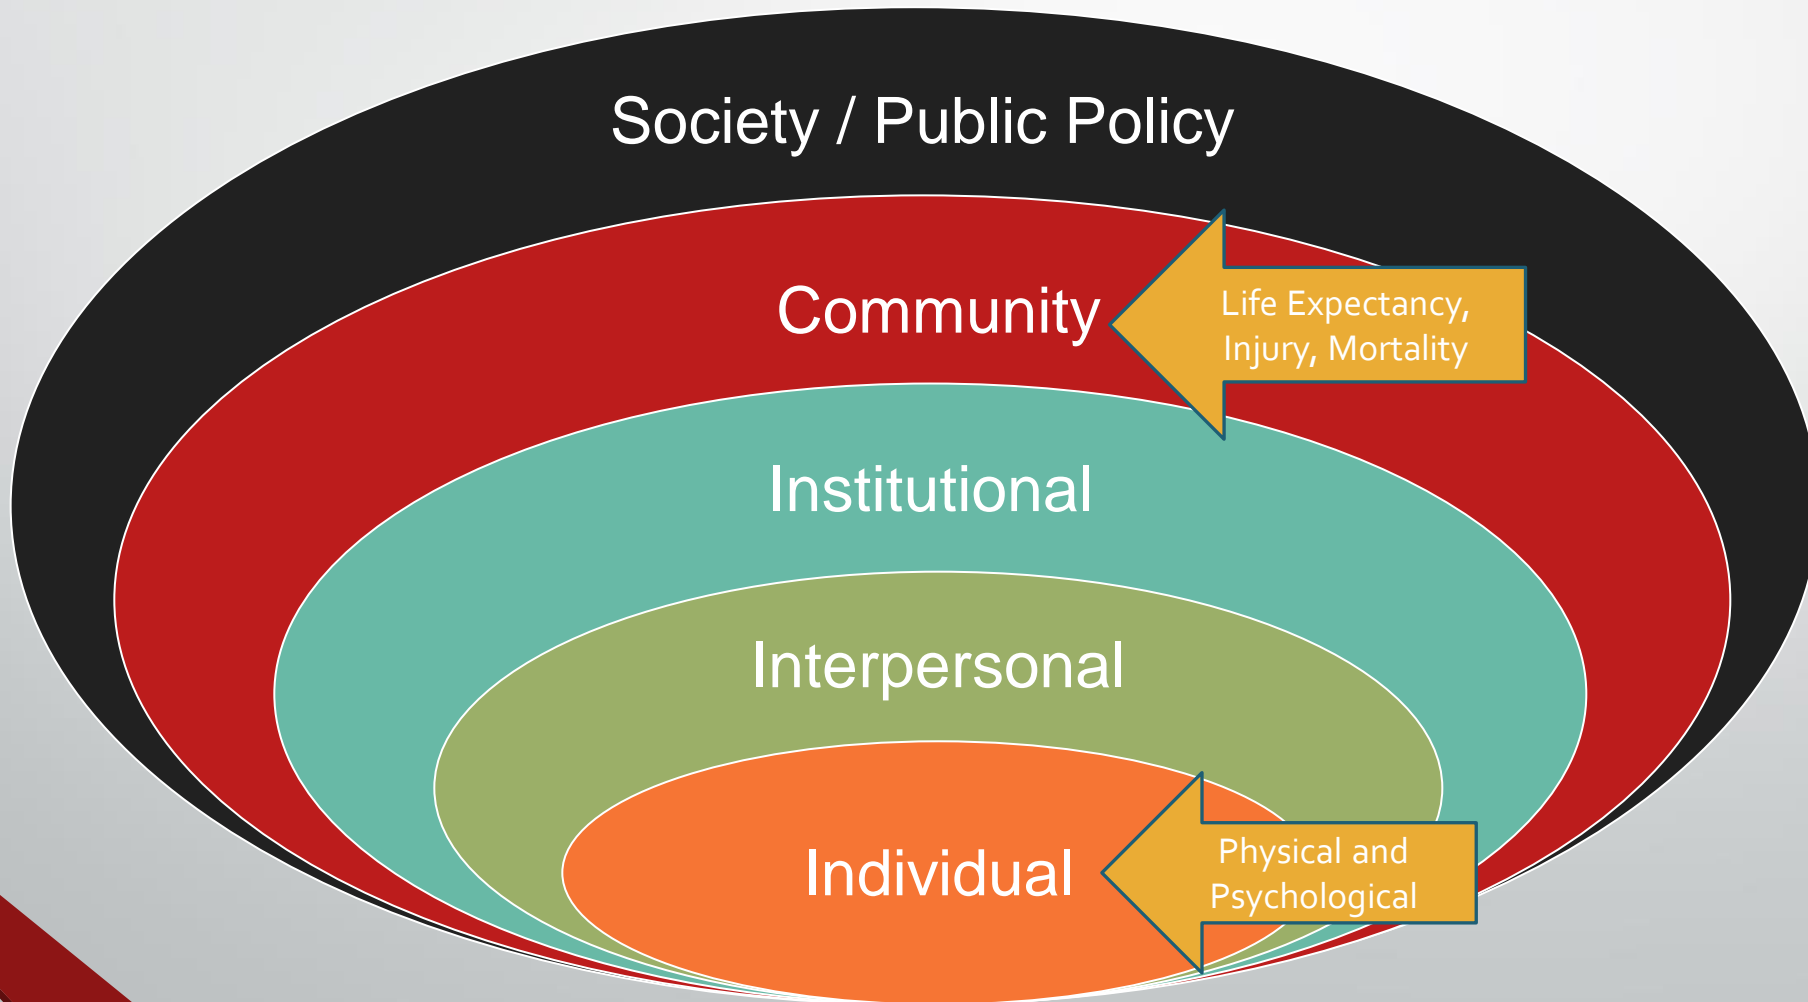 Society / Public Policy
Community
Life Expectancy,
Injury, Mortality
Institutional
Interpersonal
Individual
Physical and
Psychological